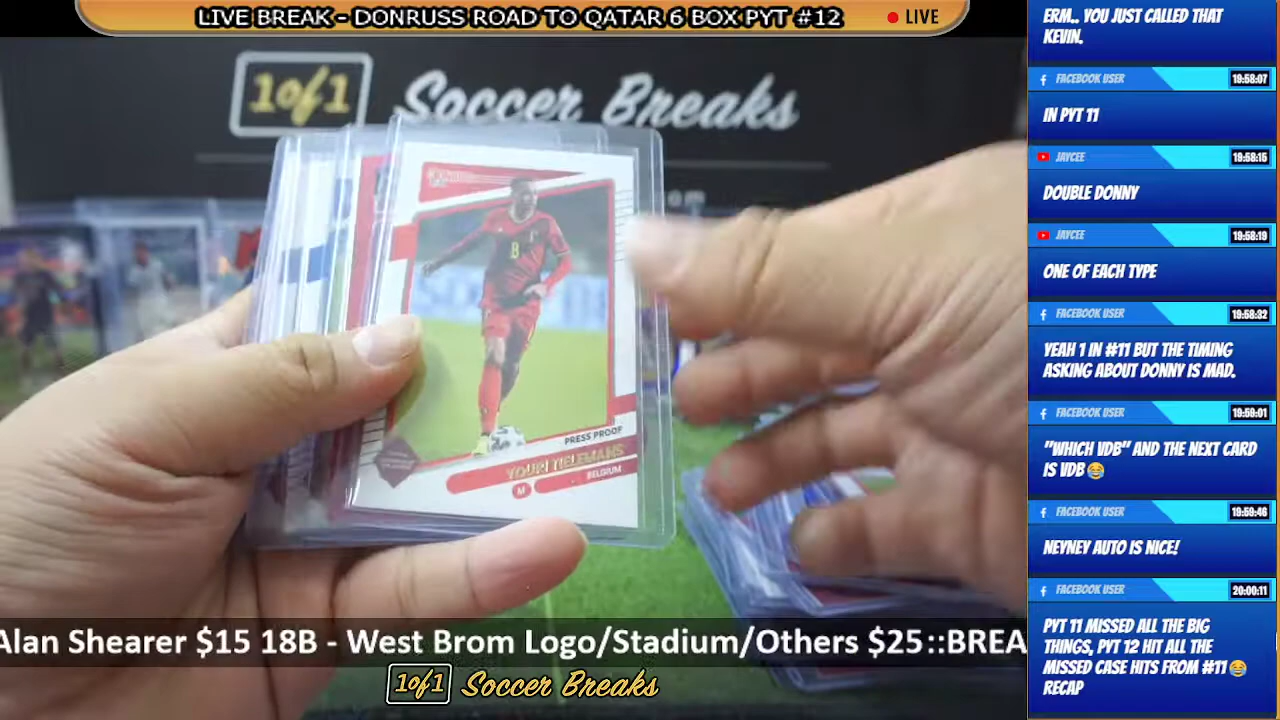 LIVE BREAK - DONRUSS ROAD TO QATAR 6 BOX PYT #12
LIVE
1of1 Soccer Breaks
om
PRESS PROOF
YOURI TIELEMANS
M
BELGIUM
B
Alan Shearer $15 18B - West Brom Logo/Stadium/Others $25::BREA
1of1 Soccer Breaks
ERM.. YOU JUST CALLED THAT
KEVIN.
FACEBOOK USER
19:58:07
IN PYT 11
JAYCEE
19:58:15
DOUBLE DONNY
JAYCEE
19:58:19
ONE OF EACH TYPE
FACEBOOK USER
19:58:32
YEAH 1 IN #11 BUT THE TIMING
ASKING ABOUT DONNY IS MAD.
FACEBOOK USER
19:59:01
"WHICH VDB" AND THE NEXT CARD
IS VDB😂
FACEBOOK USER
19:59:46
NEYNEY AUTO IS NICE!
FACEBOOK USER
20:00:11
PYT 11 MISSED ALL THE BIG
THINGS, PYT 12 HIT ALL THE
MISSED CASE HITS FROM #11😂
RECAP